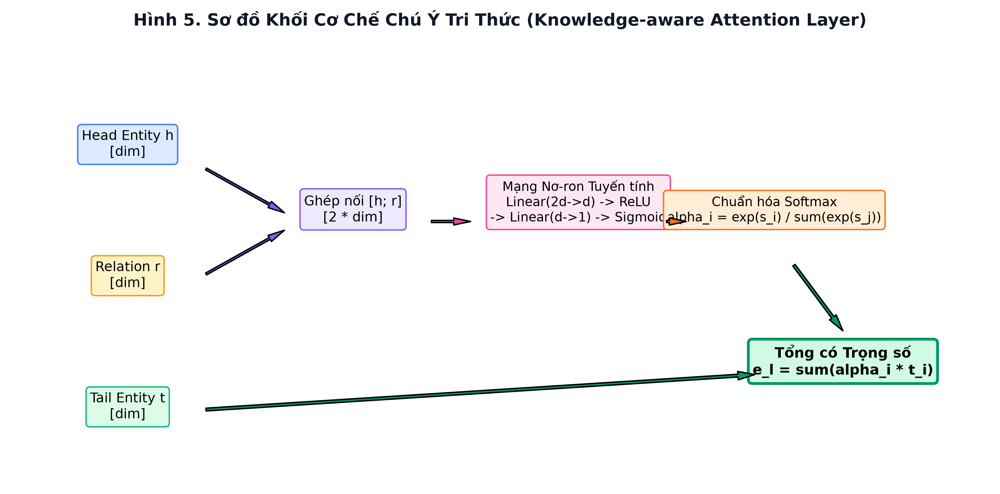 Hình 5. Sơ đồ Khối Cơ Chế Chú Ý Tri Thức (Knowledge-aware Attention Layer)
Head Entity h
[dim]
Relation r
[dim]
Tail Entity t
[dim]
Ghép nối [h; r]
[2 * dim]
Mạng Nơ-ron Tuyến tính
Linear(2d->d) -> ReLU
-> Linear(d->1) -> Sigmoid
Chuẩn hóa Softmax
alpha_i = exp(s_i) / sum(exp(s_j))
Tổng có Trọng số
e_l = sum(alpha_i * t_i)